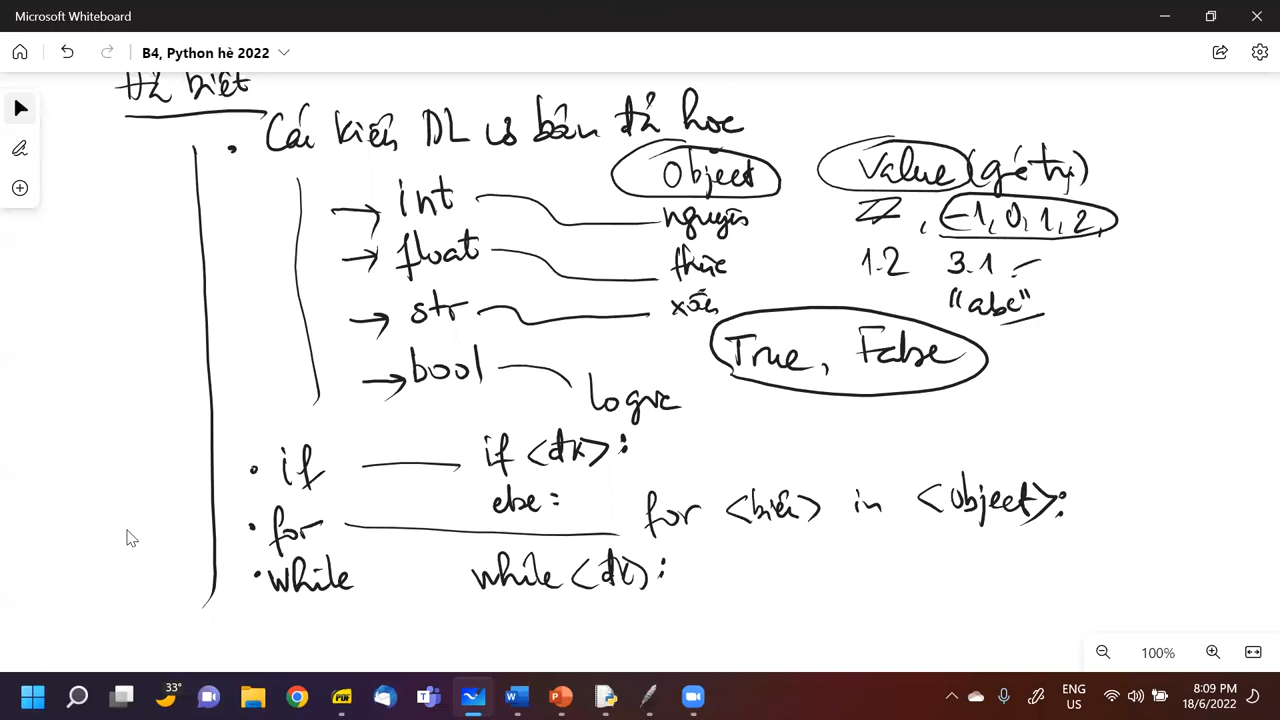 Microsoft Whiteboard
B4, Python hè 2022
Đã biết
• Các kiểu DL cơ bản đã học
Object Value (giá trị)
→ int nguyên Z, -1, 0, 1, 2,
→ float thực 1.2 3.1
→ str xâu "abc"
→ bool logic True, False
• if if <đk>:
else:
• for for <biến> in <object>:
• while while <đk>:
100%
33°
ENG
US
8:09 PM
18/6/2022